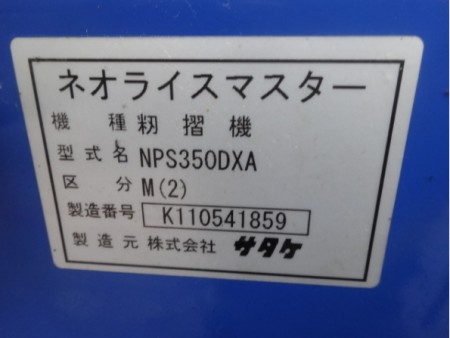 ネオライスマスター
機種 籾摺機
型式名 NPS350DXA
区分 M(2)
製造番号 K110541859
製造元 株式会社 サタケ